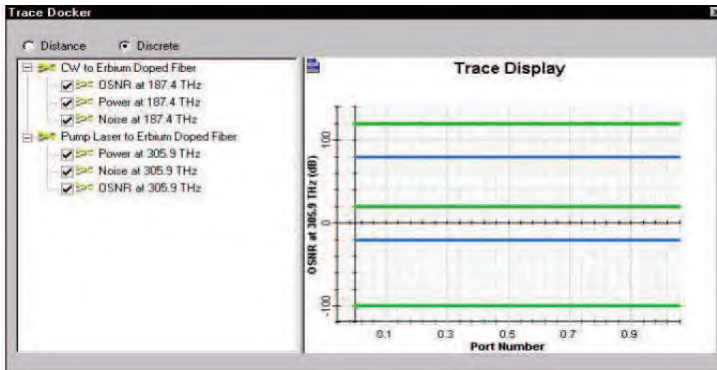 Trace Docker
Distance
Discrete
CW to Erbium Doped Fiber
OSNR at 187.4 THz
Power at 187.4 THz
Noise at 187.4 THz
Pump Laser to Erbium Doped Fiber
Power at 305.9 THz
Noise at 305.9 THz
OSNR at 305.9 THz
Trace Display
OSNR at 305.9 THz (dB)
100
0
-100
0.1 0.3 0.5 0.7 0.9
Port Number